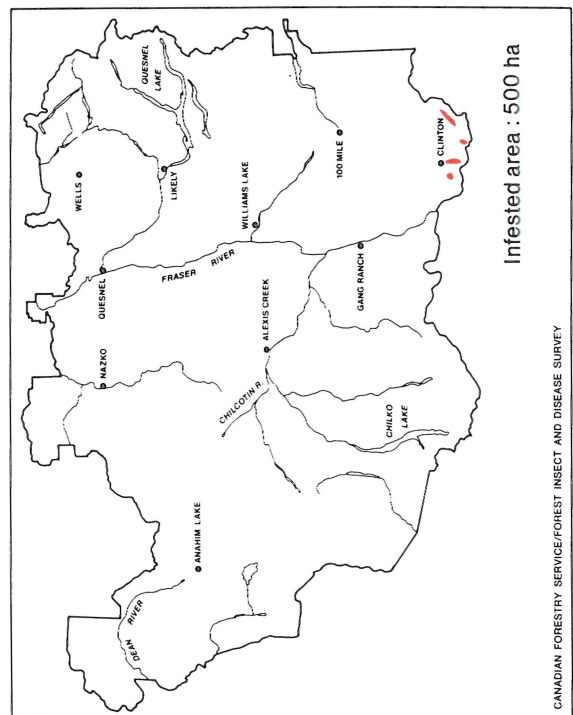 WELLS
QUESNEL
LAKE
LIKELY
QUESNEL
NAZKO
FRASER
RIVER
WILLIAMS LAKE
100 MILE
CLINTON
GANG RANCH
ALEXIS CREEK
CHILCOTIN R.
CHILKO
LAKE
ANAHIM LAKE
DEAN
RIVER
Infested area : 500 ha
CANADIAN FORESTRY SERVICE/FOREST INSECT AND DISEASE SURVEY